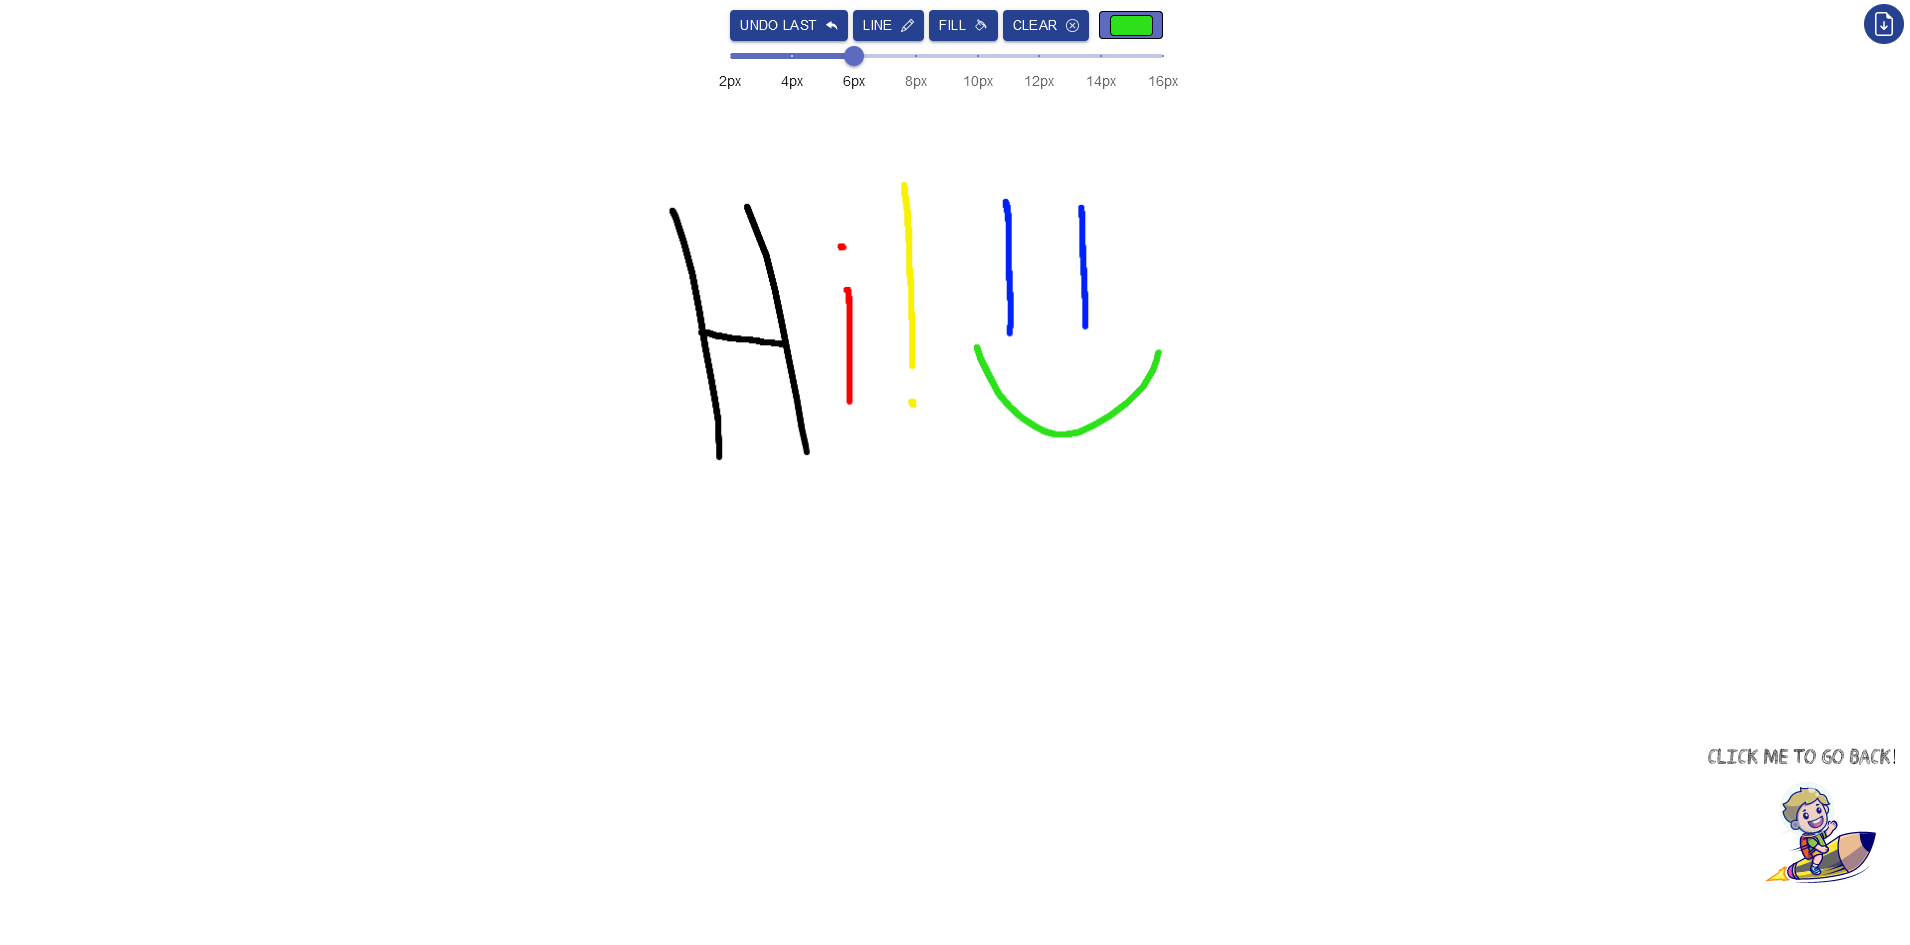 UNDO LAST LINE FILL CLEAR
2px 4px 6px 8px 10px 12px 14px 16px
Hi!
CLICK ME TO GO BACK!